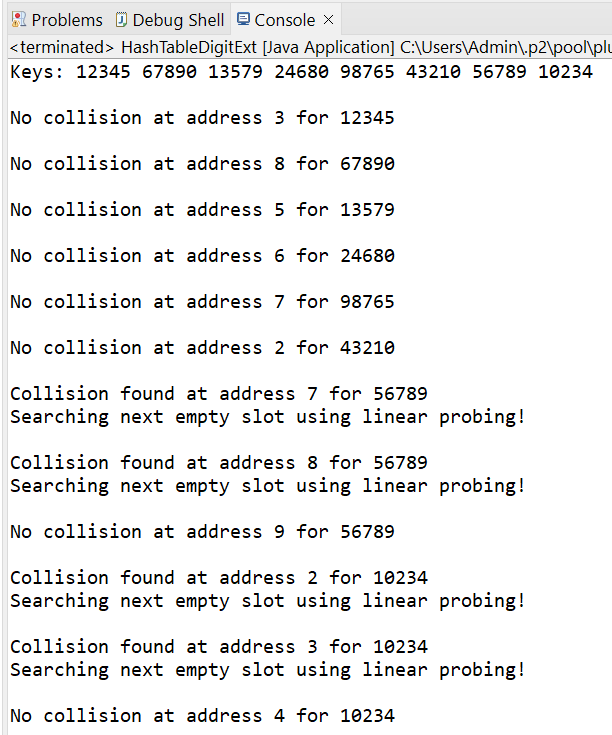 Problems Debug Shell Console
<terminated> HashTableDigitExt [Java Application] C:\Users\Admin\.p2\pool\plu
Keys: 12345 67890 13579 24680 98765 43210 56789 10234
No collision at address 3 for 12345
No collision at address 8 for 67890
No collision at address 5 for 13579
No collision at address 6 for 24680
No collision at address 7 for 98765
No collision at address 2 for 43210
Collision found at address 7 for 56789
Searching next empty slot using linear probing!
Collision found at address 8 for 56789
Searching next empty slot using linear probing!
No collision at address 9 for 56789
Collision found at address 2 for 10234
Searching next empty slot using linear probing!
Collision found at address 3 for 10234
Searching next empty slot using linear probing!
No collision at address 4 for 10234